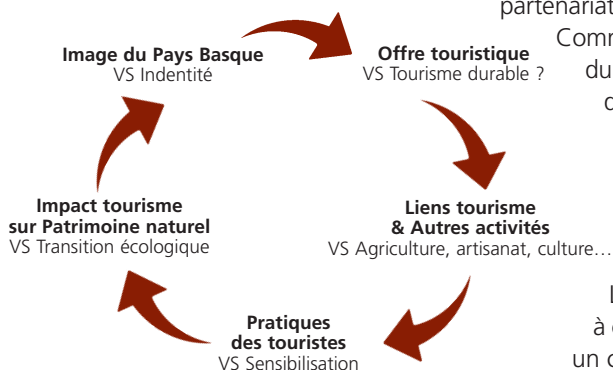 Image du Pays Basque
VS Indentité
Offre touristique
VS Tourisme durable ?
Liens tourisme
& Autres activités
VS Agriculture, artisanat, culture...
Pratiques
des touristes
VS Sensibilisation
Impact tourisme
sur Patrimoine naturel
VS Transition écologique
partenariat
Comm
du
à
un